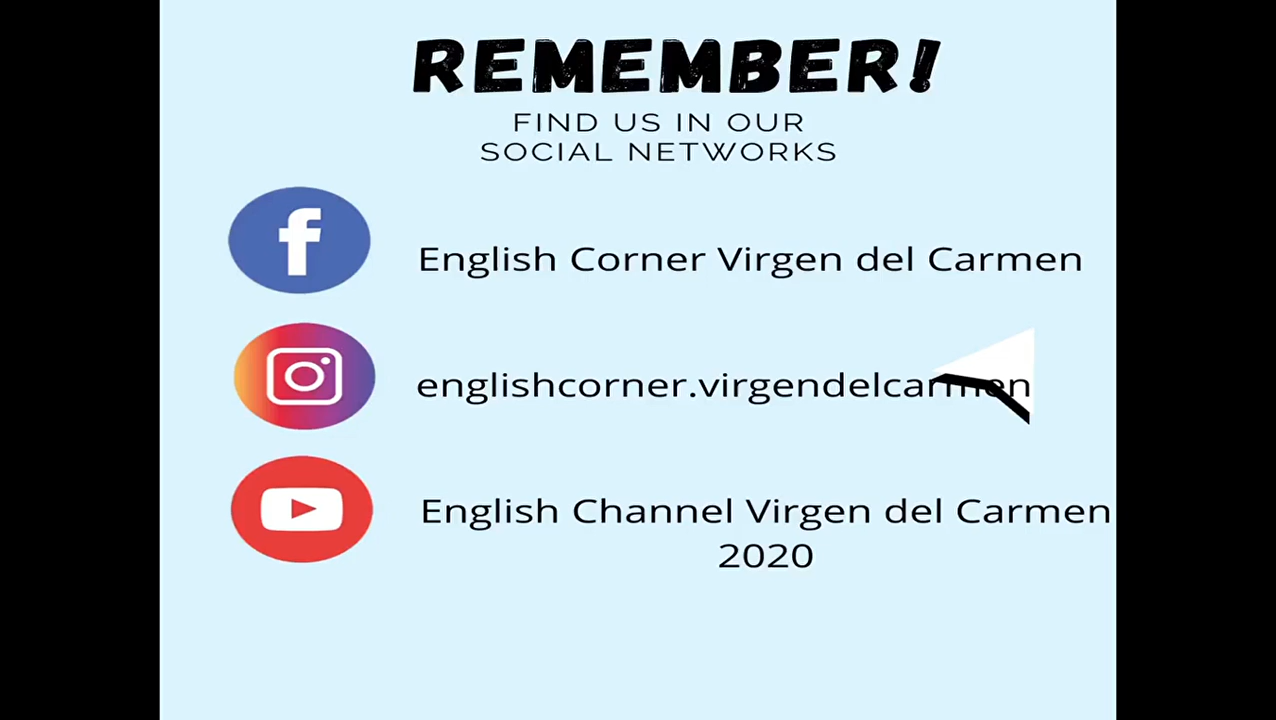 REMEMBER!
FIND US IN OUR
SOCIAL NETWORKS
English Corner Virgen del Carmen
englishcorner.virgendelcarmen
English Channel Virgen del Carmen
2020